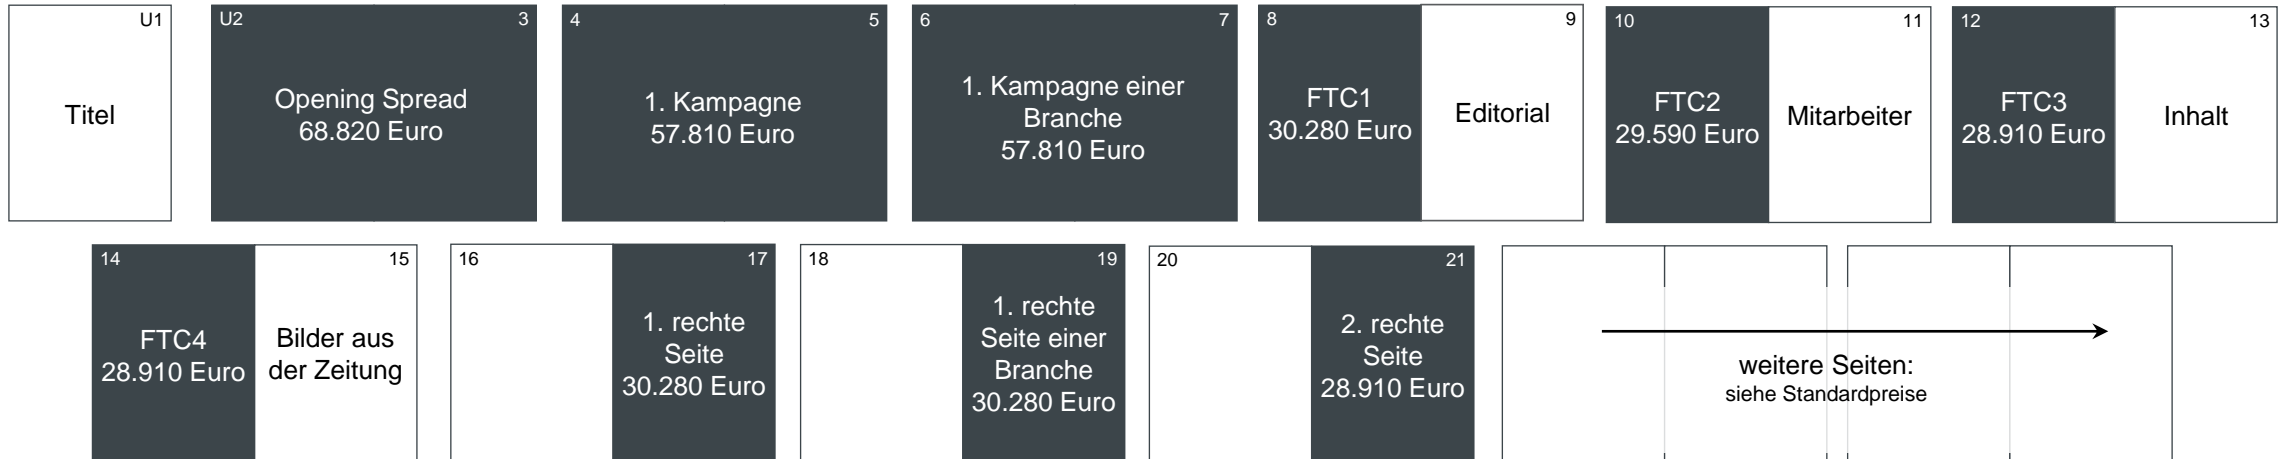 U1
Titel
U2
3
Opening Spread
68.820 Euro
4
5
1. Kampagne
57.810 Euro
6
7
1. Kampagne einer
Branche
57.810 Euro
8
FTC1
30.280 Euro
9
Editorial
10
FTC2
29.590 Euro
11
Mitarbeiter
12
FTC3
28.910 Euro
13
Inhalt
14
FTC4
28.910 Euro
15
Bilder aus
der Zeitung
16
17
1. rechte
Seite
30.280 Euro
18
19
1. rechte
Seite einer
Branche
30.280 Euro
20
21
2. rechte
Seite
28.910 Euro
weitere Seiten:
siehe Standardpreise